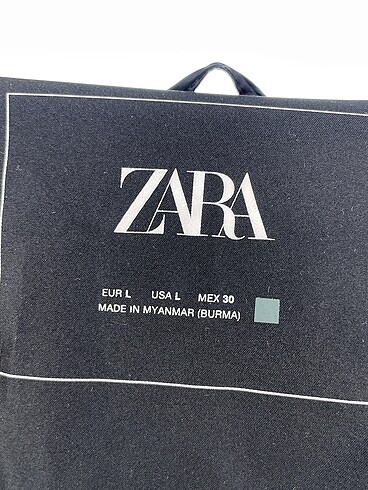 ZARA
EUR L USA L MEX 30
MADE IN MYANMAR (BURMA)